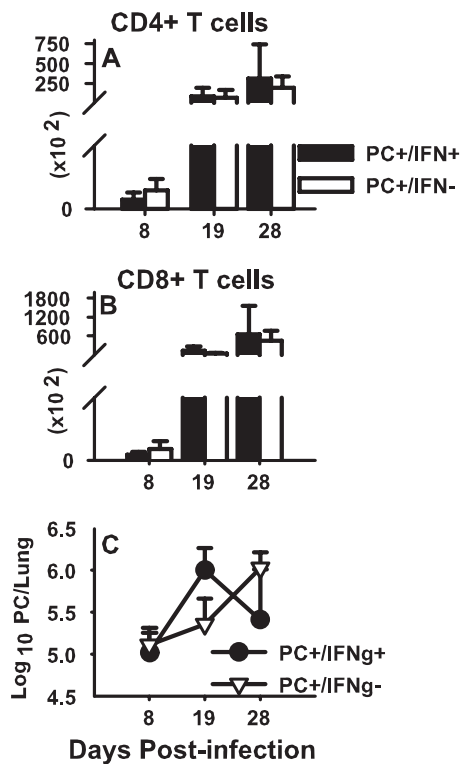 CD4+ T cells
A
750
500
250
(x10 2)
0
8 19 28
PC+/IFN+
PC+/IFN-
CD8+ T cells
B
1800
1200
600
(x10 2)
0
8 19 28
C
Log 10 PC/Lung
6.5
6.0
5.5
5.0
4.5
PC+/IFNg+
PC+/IFNg-
8 19 28
Days Post-infection